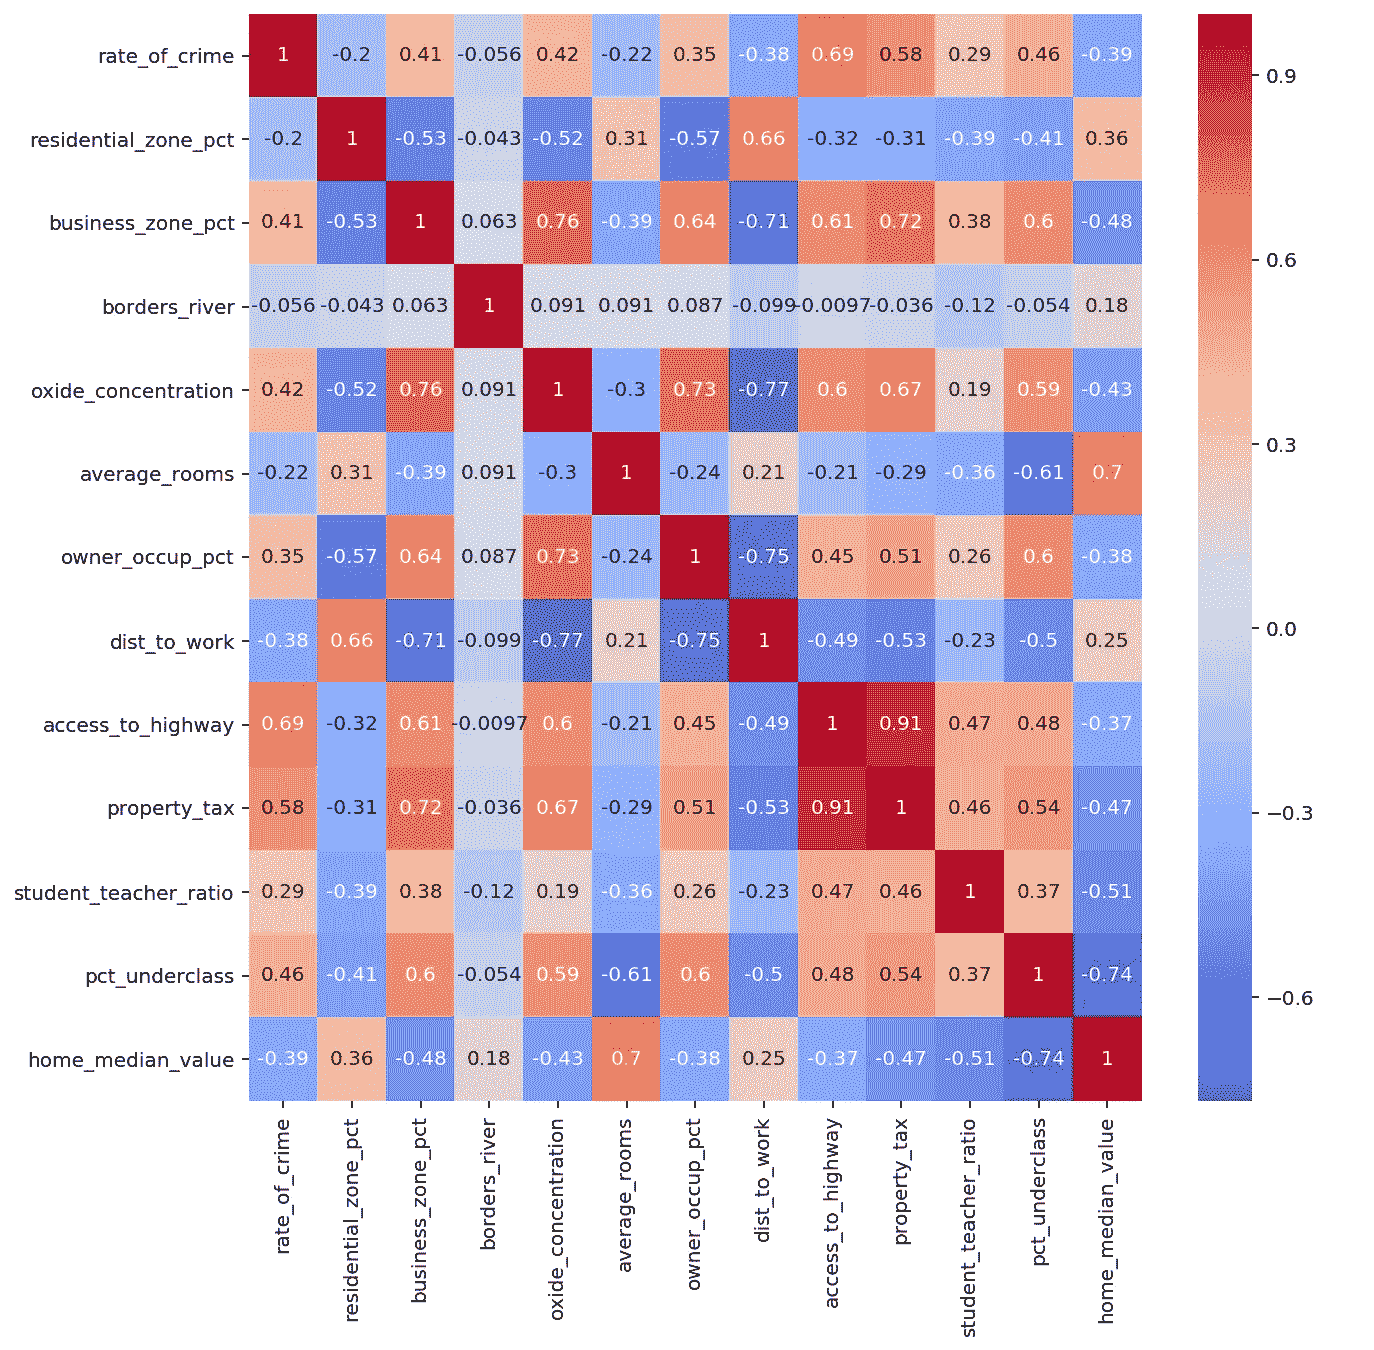 rate_of_crime 1 -0.2 0.41 -0.056 0.42 -0.22 0.35 -0.38 0.69 0.58 0.29 0.46 -0.39
residential_zone_pct -0.2 1 -0.53 -0.043 -0.52 0.31 -0.57 0.66 -0.32 -0.31 -0.39 -0.41 0.36
business_zone_pct 0.41 -0.53 1 0.063 0.76 -0.39 0.64 -0.71 0.61 0.72 0.38 0.6 -0.48
borders_river -0.056 -0.043 0.063 1 0.091 0.091 0.087 -0.099 -0.0097 -0.036 -0.12 -0.054 0.18
oxide_concentration 0.42 -0.52 0.76 0.091 1 -0.3 0.73 -0.77 0.6 0.67 0.19 0.59 -0.43
average_rooms -0.22 0.31 -0.39 0.091 -0.3 1 -0.24 0.21 -0.21 -0.29 -0.36 -0.61 0.7
owner_occup_pct 0.35 -0.57 0.64 0.087 0.73 -0.24 1 -0.75 0.45 0.51 0.26 0.6 -0.38
dist_to_work -0.38 0.66 -0.71 -0.099 -0.77 0.21 -0.75 1 -0.49 -0.53 -0.23 -0.5 0.25
access_to_highway 0.69 -0.32 0.61 -0.0097 0.6 -0.21 0.45 -0.49 1 0.91 0.47 0.48 -0.37
property_tax 0.58 -0.31 0.72 -0.036 0.67 -0.29 0.51 -0.53 0.91 1 0.46 0.54 -0.47
student_teacher_ratio 0.29 -0.39 0.38 -0.12 0.19 -0.36 0.26 -0.23 0.47 0.46 1 0.37 -0.51
pct_underclass 0.46 -0.41 0.6 -0.054 0.59 -0.61 0.6 -0.5 0.48 0.54 0.37 1 -0.74
home_median_value -0.39 0.36 -0.48 0.18 -0.43 0.7 -0.38 0.25 -0.37 -0.47 -0.51 -0.74 1
rate_of_crime
residential_zone_pct
business_zone_pct
borders_river
oxide_concentration
average_rooms
owner_occup_pct
dist_to_work
access_to_highway
property_tax
student_teacher_ratio
pct_underclass
home_median_value
0.9
0.6
0.3
0.0
−0.3
−0.6